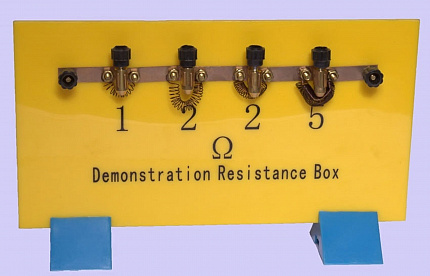 1 2 2 5
Ω
Demonstration Resistance Box